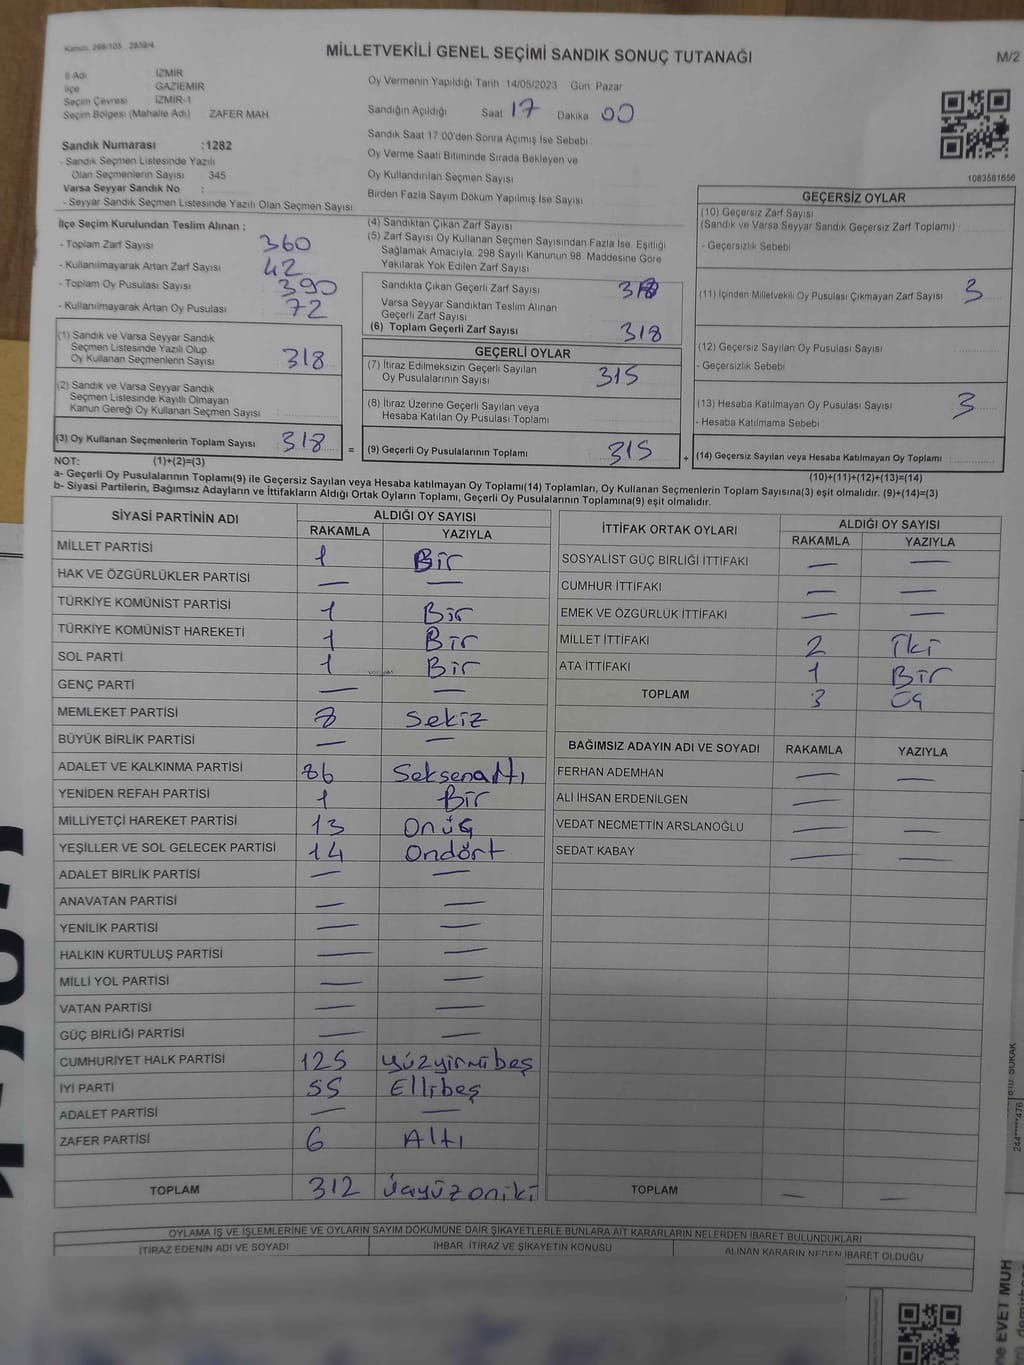 Kanun, 298/105 , 2839/4
MİLLETVEKİLİ GENEL SEÇİMİ SANDIK SONUÇ TUTANAĞI
M/2
İl Adı İZMİR
İlçe GAZİEMİR
Seçim Çevresi : İZMİR-1
Seçim Bölgesi (Mahalle Adı) : ZAFER MAH
Oy Vermenin Yapıldığı Tarih 14/05/2023 Gün Pazar
Sandığın Açıldığı Saat 17 Dakika 00
Sandık Saat 17:00'den Sonra Açımış İse Sebebi
Oy Verme Saati Bitiminde Sırada Bekleyen ve
Oy Kullandırılan Seçmen Sayısı
Birden Fazla Sayım Döküm Yapılmış İse Sayısı
1083581656
Sandık Numarası :1282
- Sandık Seçmen Listesinde Yazılı
Olan Seçmenlerin Sayısı 345
Varsa Seyyar Sandık No :
- Seyyar Sandık Seçmen Listesinde Yazılı Olan Seçmen Sayısı
İlçe Seçim Kurulundan Teslim Alınan ;
- Toplam Zarf Sayısı 360
- Kullanılmayarak Artan Zarf Sayısı 42
- Toplam Oy Pusulası Sayısı 390
- Kullanılmayarak Artan Oy Pusulası 72
(1) Sandık ve Varsa Seyyar Sandık
Seçmen Listesinde Yazılı Olup
Oy Kullanan Seçmenlerin Sayısı 318
(2) Sandık ve Varsa Seyyar Sandık
Seçmen Listesinde Kayıtlı Olmayan
Kanun Gereği Oy Kullanan Seçmen Sayısı
(3) Oy Kullanan Seçmenlerin Toplam Sayısı 318
=
(4) Sandıktan Çıkan Zarf Sayısı
(5) Zarf Sayısı Oy Kullanan Seçmen Sayısından Fazla İse, Eşitliği
Sağlamak Amacıyla, 298 Sayılı Kanunun 98. Maddesine Göre
Yakılarak Yok Edilen Zarf Sayısı
Sandıkta Çıkan Geçerli Zarf Sayısı 318
Varsa Seyyar Sandıktan Teslim Alınan
Geçerli Zarf Sayısı
(6) Toplam Geçerli Zarf Sayısı 318
GEÇERLİ OYLAR
(7) İtiraz Edilmeksizin Geçerli Sayılan
Oy Pusulalarının Sayısı 315
(8) İtiraz Üzerine Geçerli Sayılan veya
Hesaba Katılan Oy Pusulası Toplamı
(9) Geçerli Oy Pusulalarının Toplamı 315
+
GEÇERSİZ OYLAR
(10) Geçersiz Zarf Sayısı
(Sandık ve Varsa Seyyar Sandık Geçersiz Zarf Toplamı)
- Geçersizlik Sebebi
(11) İçinden Milletvekili Oy Pusulası Çıkmayan Zarf Sayısı 3
(12) Geçersiz Sayılan Oy Pusulası Sayısı
- Geçersizlik Sebebi
(13) Hesaba Katılmayan Oy Pusulası Sayısı 3
- Hesaba Katılmama Sebebi
(14) Geçersiz Sayılan veya Hesaba Katılmayan Oy Toplamı
NOT: (1)+(2)=(3) (10)+(11)+(12)+(13)=(14)
a- Geçerli Oy Pusulalarının Toplamı(9) ile Geçersiz Sayılan veya Hesaba katılmayan Oy Toplamı(14) Toplamları, Oy Kullanan Seçmenlerin Toplam Sayısına(3) eşit olmalıdır. (9)+(14)=(3)
b- Siyasi Partilerin, Bağımsız Adayların ve İttifakların Aldığı Ortak Oyların Toplamı, Geçerli Oy Pusulalarının Toplamına(9) eşit olmalıdır.
SİYASİ PARTİNİN ADI ALDIĞI OY SAYISI
RAKAMLA YAZIYLA
MİLLET PARTİSİ 1 Bir
HAK VE ÖZGÜRLÜKLER PARTİSİ — —
TÜRKİYE KOMÜNİST PARTİSİ 1 Bir
TÜRKİYE KOMÜNİST HAREKETİ 1 Bir
SOL PARTİ 1 Bir
GENÇ PARTİ — —
MEMLEKET PARTİSİ 8 Sekiz
BÜYÜK BİRLİK PARTİSİ — —
ADALET VE KALKINMA PARTİSİ 86 Seksenaltı
YENİDEN REFAH PARTİSİ 1 Bir
MİLLİYETÇİ HAREKET PARTİSİ 13 Onüç
YEŞİLLER VE SOL GELECEK PARTİSİ 14 Ondört
ADALET BİRLİK PARTİSİ — —
ANAVATAN PARTİSİ — —
YENİLİK PARTİSİ — —
HALKIN KURTULUŞ PARTİSİ — —
MİLLİ YOL PARTİSİ — —
VATAN PARTİSİ — —
GÜÇ BİRLİĞİ PARTİSİ — —
CUMHURİYET HALK PARTİSİ 125 yüzyirmibeş
İYİ PARTİ 55 Ellibeş
ADALET PARTİSİ — —
ZAFER PARTİSİ 6 Altı
TOPLAM 312 üçyüzoniki
İTTİFAK ORTAK OYLARI ALDIĞI OY SAYISI
RAKAMLA YAZIYLA
SOSYALİST GÜÇ BİRLİĞİ İTTİFAKI — —
CUMHUR İTTİFAKI — —
EMEK VE ÖZGÜRLÜK İTTİFAKI — —
MİLLET İTTİFAKI 2 İki
ATA İTTİFAKI 1 Bir
TOPLAM 3 Üç
BAĞIMSIZ ADAYIN ADI VE SOYADI RAKAMLA YAZIYLA
FERHAN ADEMHAN — —
ALİ İHSAN ERDENİLGEN —
VEDAT NECMETTİN ARSLANOĞLU — —
SEDAT KABAY — —
TOPLAM — —
OYLAMA İŞ VE İŞLEMLERİNE VE OYLARIN SAYIM DÖKÜMÜNE DAİR ŞİKAYETLERLE BUNLARA AİT KARARLARIN NELERDEN İBARET BULUNDUKLARI
İTİRAZ EDENİN ADI VE SOYADI İHBAR, İTİRAZ VE ŞİKAYETİN KONUSU ALINAN KARARIN NEDEN İBARET OLDUĞU
610. SOKAK
244*****476
ne EVET MÜH